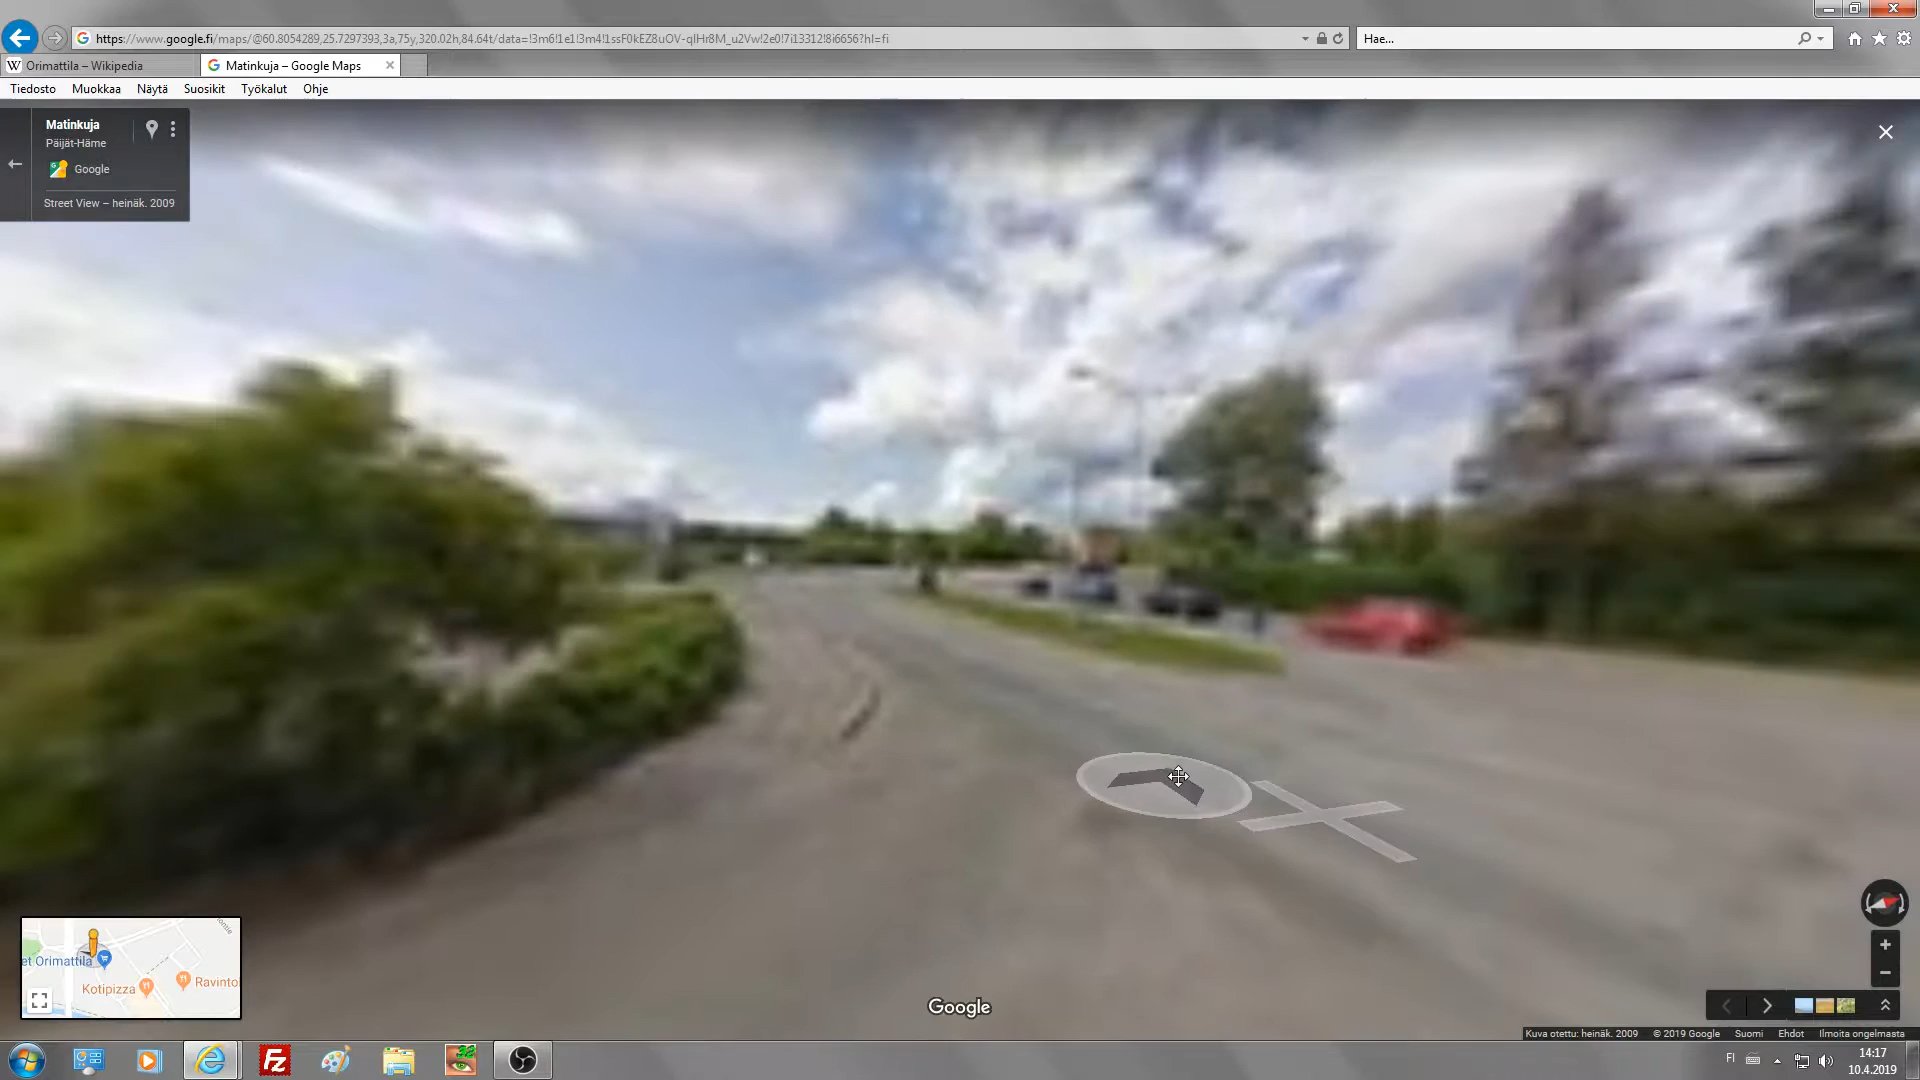 https://www.google.fi/maps/@60.8054289,25.7297393,3a,75y,320.02h,84.64t/data=!3m6!1e1!3m4!1ssF0kEZ8uOV-qlHr8M_u2Vw!2e0!7i13312!8i6656?hl=fi
Hae...
Orimattila – Wikipedia
Matinkuja – Google Maps
Tiedosto Muokkaa Näytä Suosikit Työkalut Ohje
Matinkuja
Päijät-Häme
Google
Street View – heinäk. 2009
et Orimattila
Kotipizza
Ravinto
Google
Kuva otettu: heinäk. 2009 © 2019 Google Suomi Ehdot Ilmoita ongelmasta
FI
14:17
10.4.2019